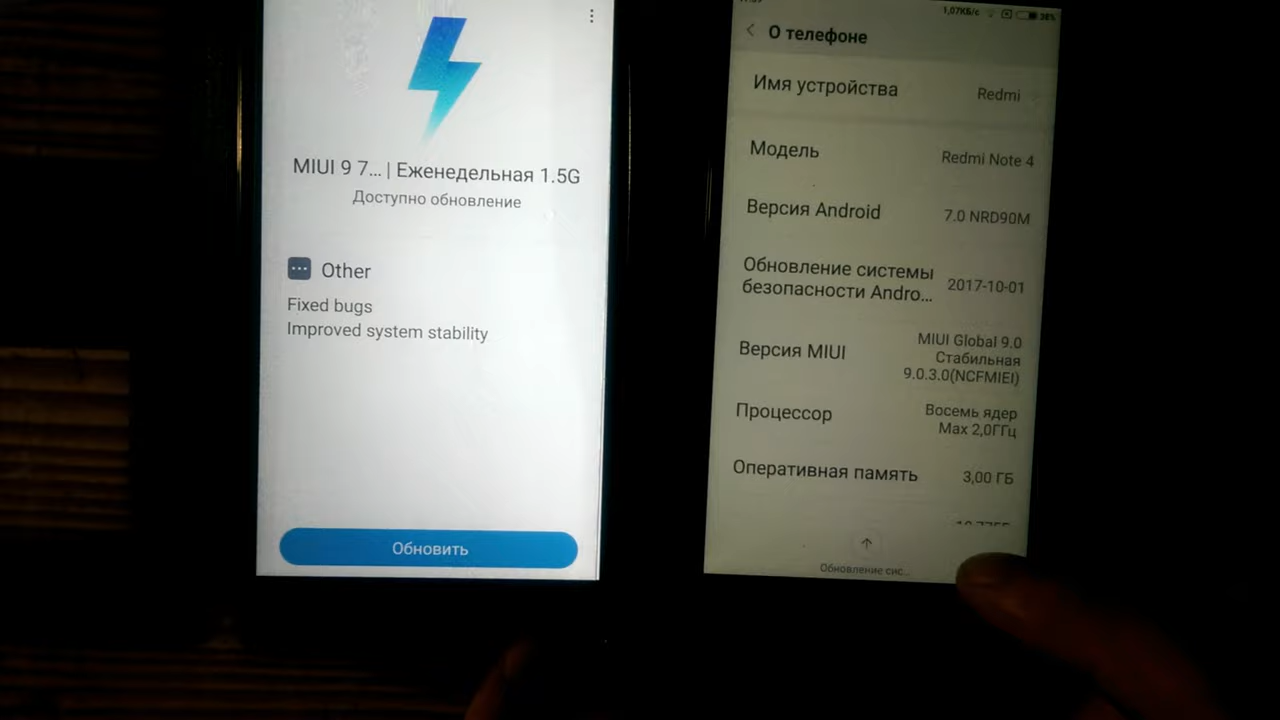 MIUI 9 7... | Еженедельная 1.5G
Доступно обновление
Other
Fixed bugs
Improved system stability
Обновить
1,07КБ/с 38%
О телефоне
Имя устройства Redmi
Модель Redmi Note 4
Версия Android 7.0 NRD90M
Обновление системы
безопасности Andro... 2017-10-01
Версия MIUI MIUI Global 9.0
Стабильная
9.0.3.0(NCFMIEI)
Процессор Восемь ядер
Max 2,0ГГц
Оперативная память 3,00 ГБ
Обновление сис...